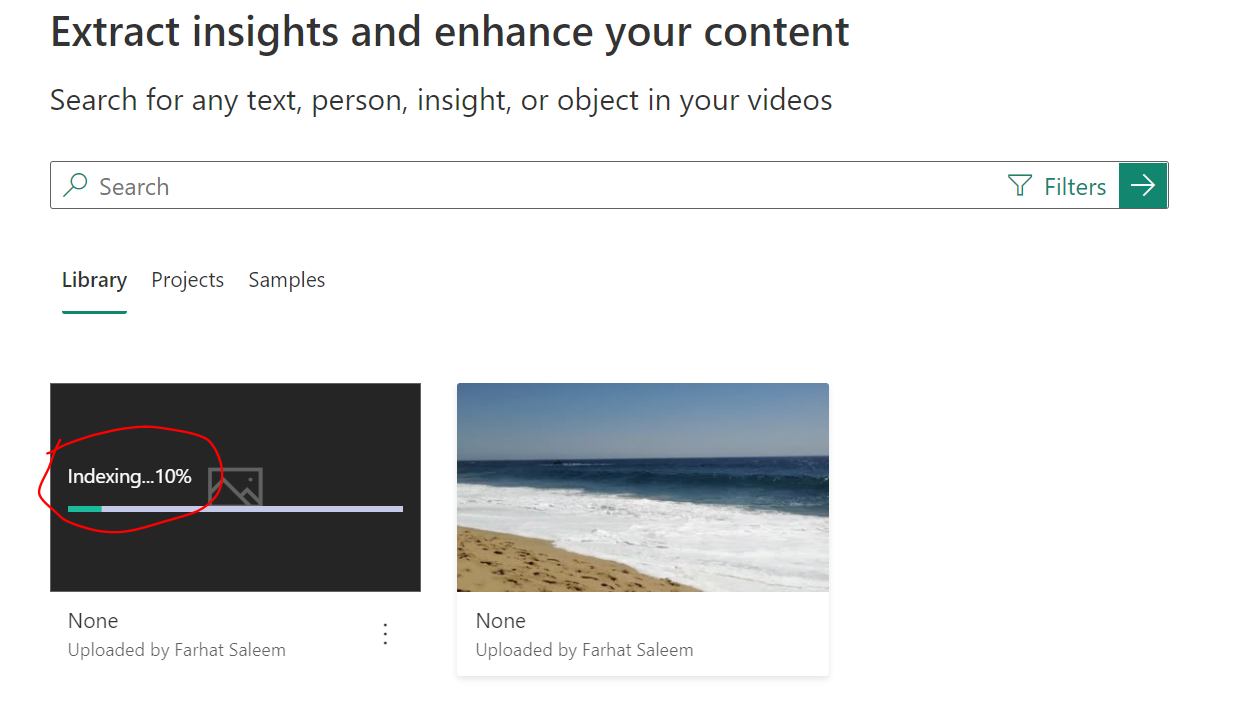 Extract insights and enhance your content
Search for any text, person, insight, or object in your videos
Search
Filters
Library
Projects
Samples
Indexing...10%
None
Uploaded by Farhat Saleem
None
Uploaded by Farhat Saleem